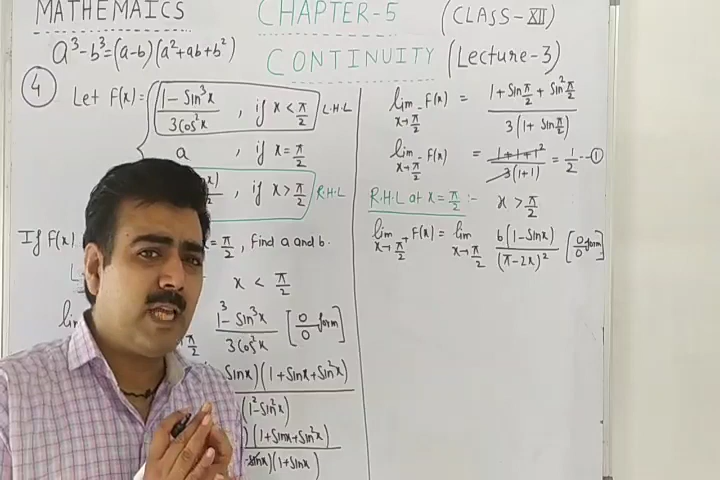 MATHEMAICS
CHAPTER-5
(CLASS-XII)
a³-b³=(a-b)(a²+ab+b²)
CONTINUITY
(Lecture-3)
④ Let F(x) = { (1 - Sin³x)/(3Cos²x) , if x < π/2 L.H.L
a , if x = π/2
, if x > π/2 R.H.L
If F(x) = π/2, Find a and b.
x < π/2
(1³ - Sin³x)/(3Cos²x) [0/0 form]
Sinx)(1+Sinx+Sin²x)
(1²-Sin²x)
)(1+Sinx+Sin²x)
Sinx)(1+Sinx)
lim x→π/2⁻ F(x) = (1 + Sin π/2 + Sin² π/2)/(3(1 + Sin π/2))
lim x→π/2⁻ F(x) = (1+1+1²)/(3(1+1)) = 1/2 --①
R.H.L at x = π/2 :- x > π/2
lim x→π/2⁺ F(x) = lim x→π/2 b(1-Sinx)/(π-2x)² [0/0 form]